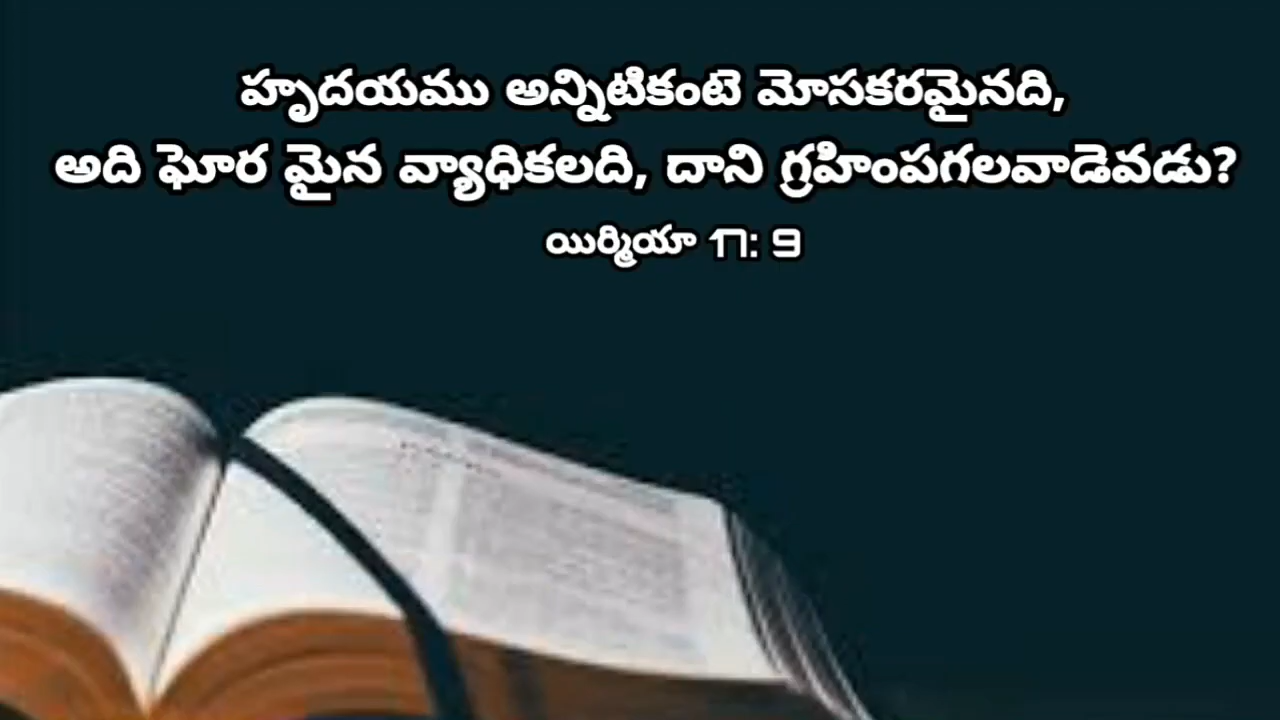 హృదయము అన్నిటికంటె మోసకరమైనది,
అది ఘోర మైన వ్యాధికలది, దాని గ్రహింపగలవాడెవడు?
యిర్మియా 17: 9